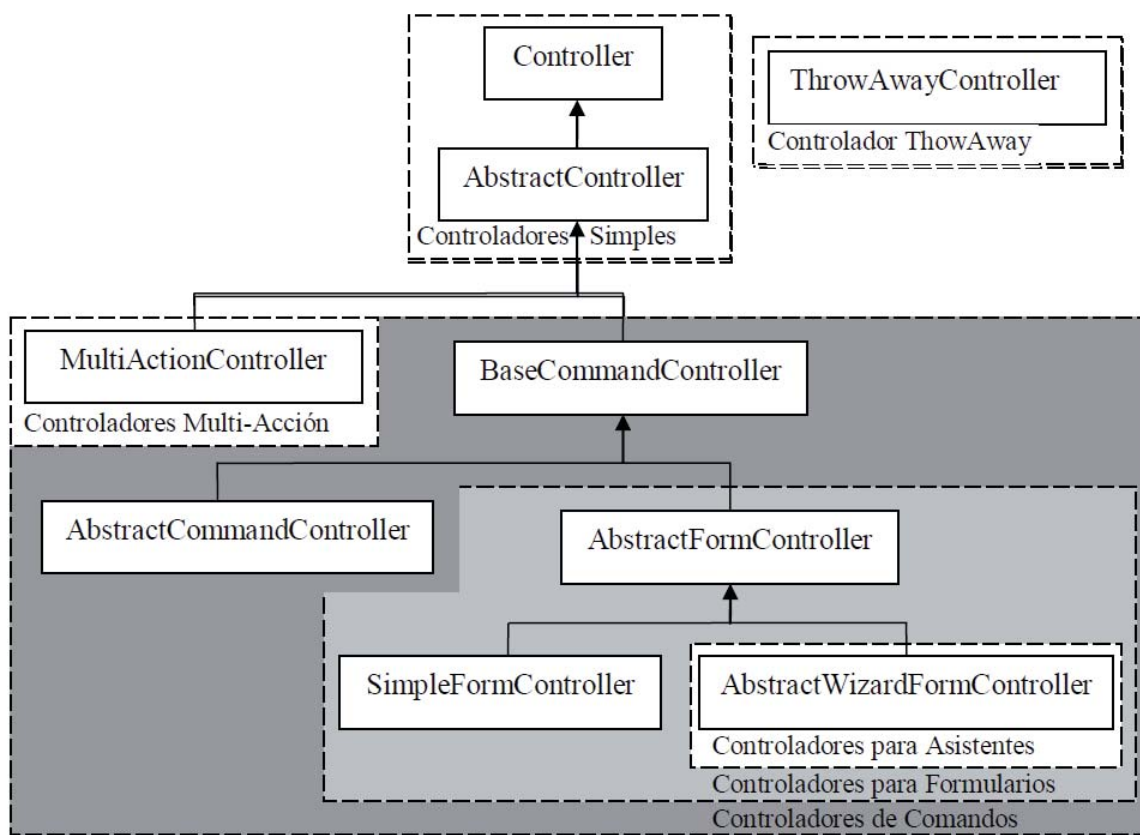 Controller
ThrowAwayController
Controlador ThowAway
AbstractController
Controladores Simples
MultiActionController
Controladores Multi-Acción
BaseCommandController
AbstractCommandController
AbstractFormController
SimpleFormController
AbstractWizardFormController
Controladores para Asistentes
Controladores para Formularios
Controladores de Comandos